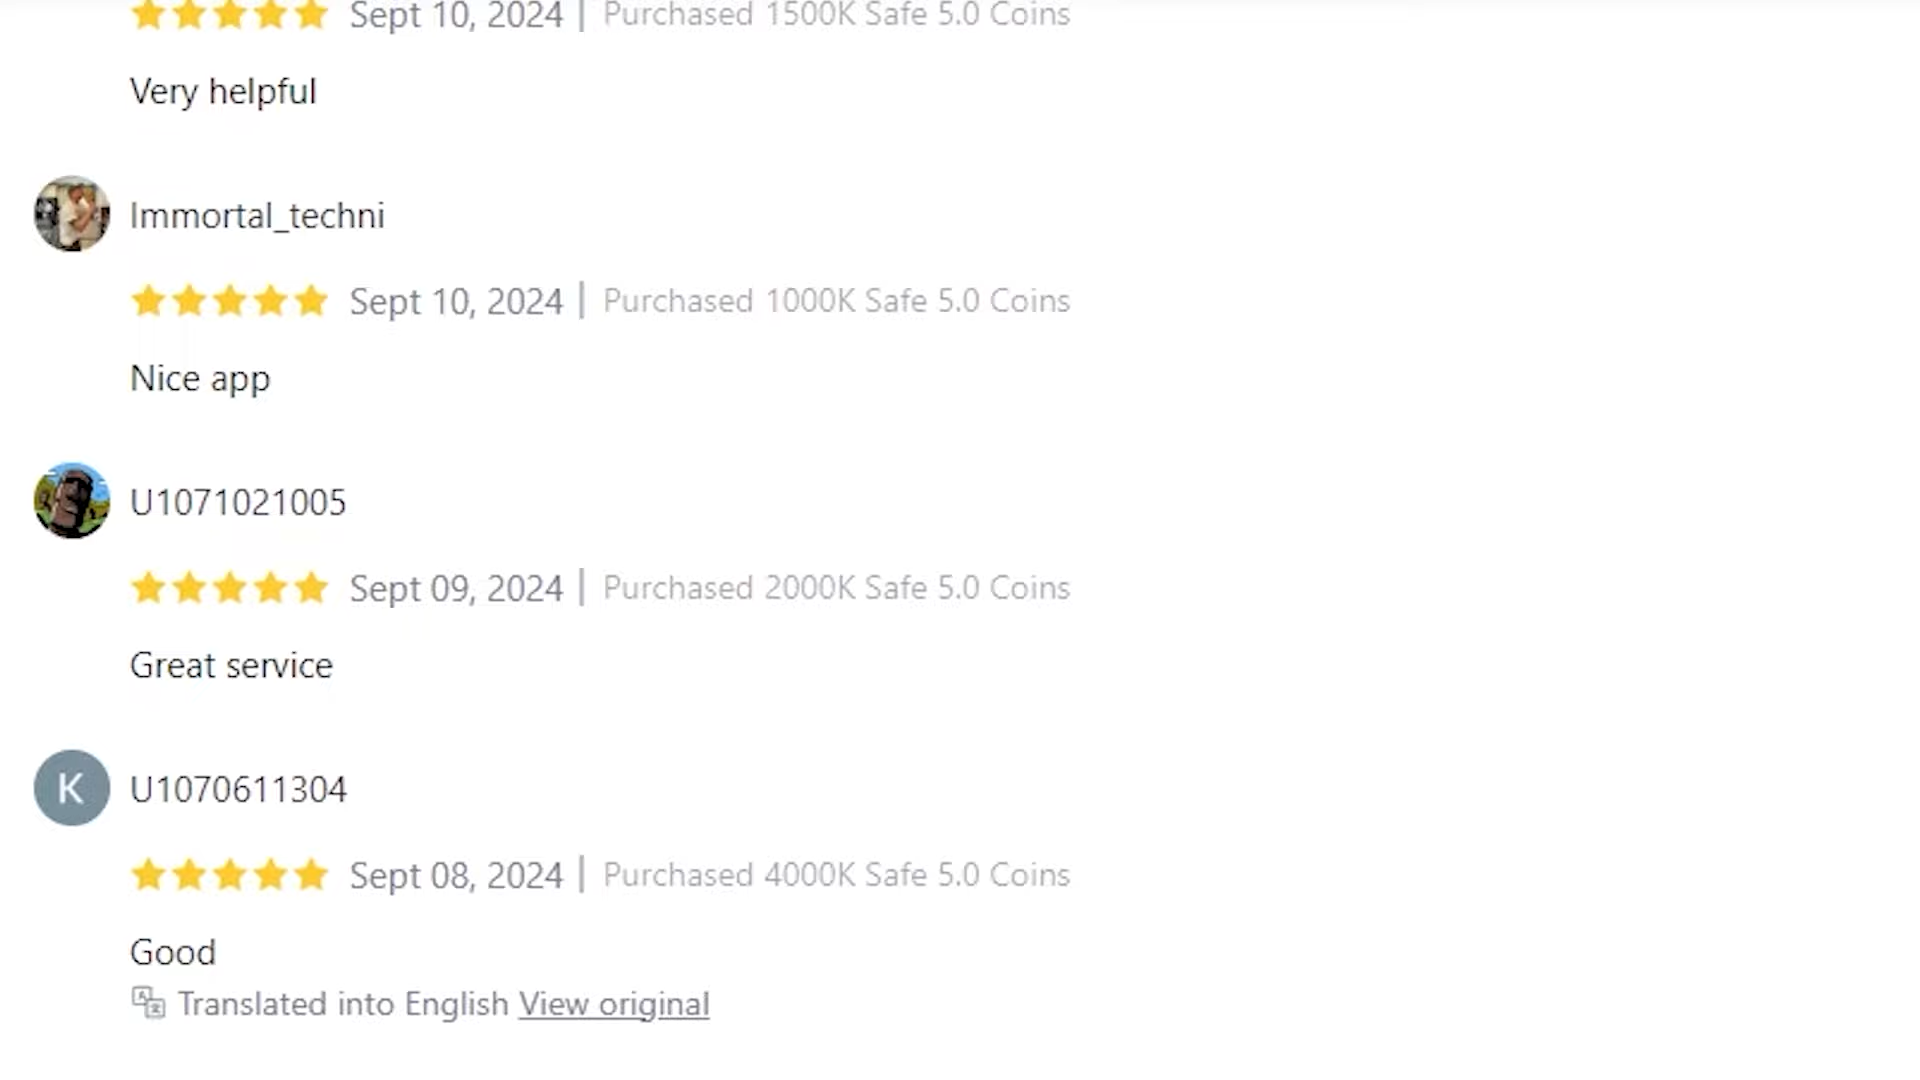 Sept 10, 2024 | Purchased 1500K Safe 5.0 Coins
Very helpful
Immortal_techni
Sept 10, 2024 | Purchased 1000K Safe 5.0 Coins
Nice app
U1071021005
Sept 09, 2024 | Purchased 2000K Safe 5.0 Coins
Great service
K U1070611304
Sept 08, 2024 | Purchased 4000K Safe 5.0 Coins
Good
Translated into English View original